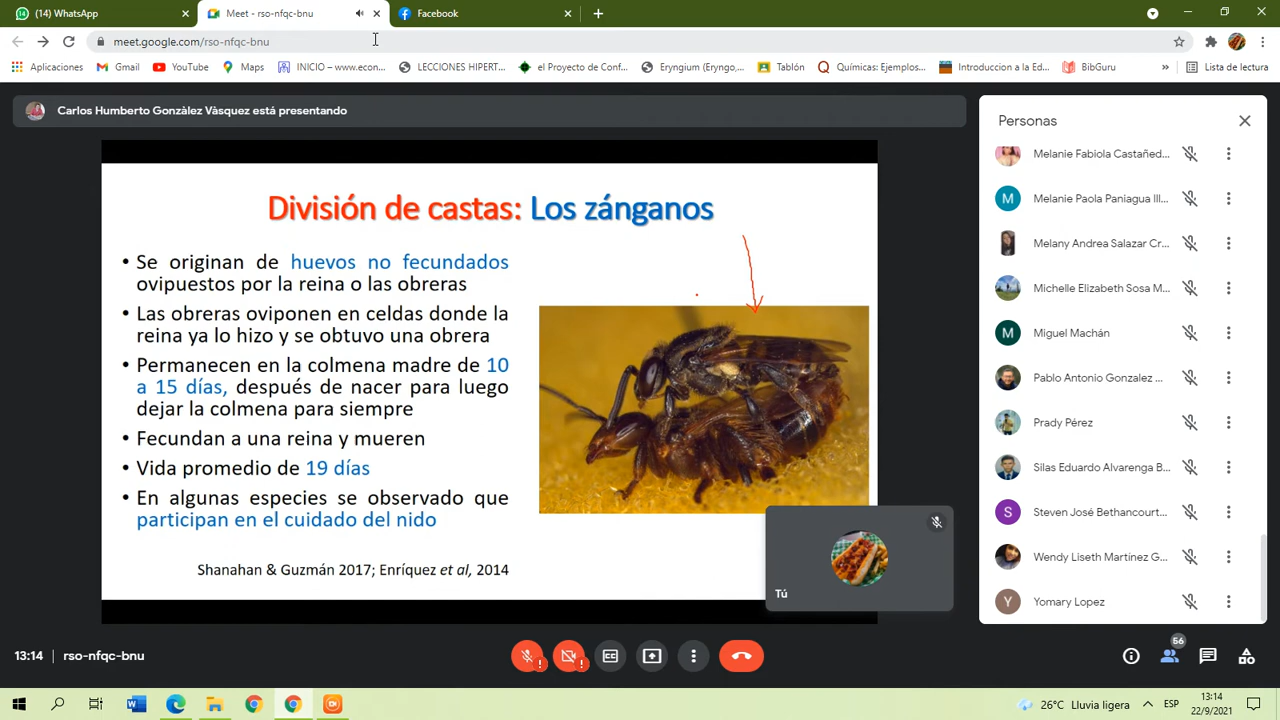 (14) WhatsApp
Meet - rso-nfqc-bnu
Facebook
meet.google.com/rso-nfqc-bnu
Aplicaciones
Gmail
YouTube
Maps
INICIO – www.econ...
LECCIONES HIPERT...
el Proyecto de Conf...
Eryngium (Eryngo,...
Tablón
Químicas: Ejemplos...
Introduccion a la Ed...
BibGuru
»
Lista de lectura
Carlos Humberto Gonzàlez Vàsquez está presentando
División de castas: Los zánganos
• Se originan de huevos no fecundados
ovipuestos por la reina o las obreras
• Las obreras oviponen en celdas donde la
reina ya lo hizo y se obtuvo una obrera
• Permanecen en la colmena madre de 10
a 15 días, después de nacer para luego
dejar la colmena para siempre
• Fecundan a una reina y mueren
• Vida promedio de 19 días
• En algunas especies se observado que
participan en el cuidado del nido
Shanahan & Guzmán 2017; Enríquez et al, 2014
Tú
Personas
Melanie Fabiola Castañed...
M
Melanie Paola Paniagua Ill...
Melany Andrea Salazar Cr...
Michelle Elizabeth Sosa M...
M
Miguel Machán
Pablo Antonio Gonzalez ...
Prady Pérez
Silas Eduardo Alvarenga B...
S
Steven José Bethancourt...
Wendy Liseth Martínez G...
Y
Yomary Lopez
13:14 | rso-nfqc-bnu
56
26°C Lluvia ligera
ESP
13:14
22/9/2021